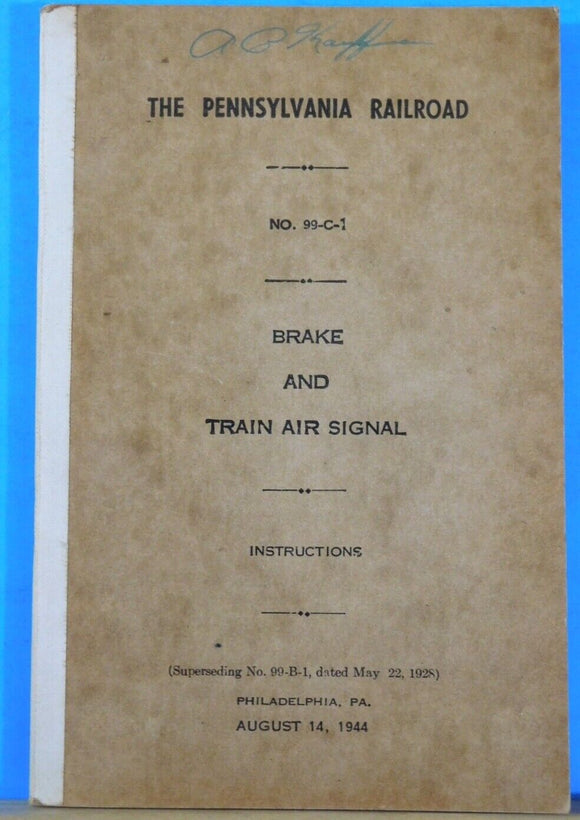 THE PENNSYLVANIA RAILROAD
NO. 99-C-1
BRAKE
AND
TRAIN AIR SIGNAL
INSTRUCTIONS
(Superseding No. 99-B-1, dated May 22, 1928)
PHILADELPHIA, PA.
AUGUST 14, 1944